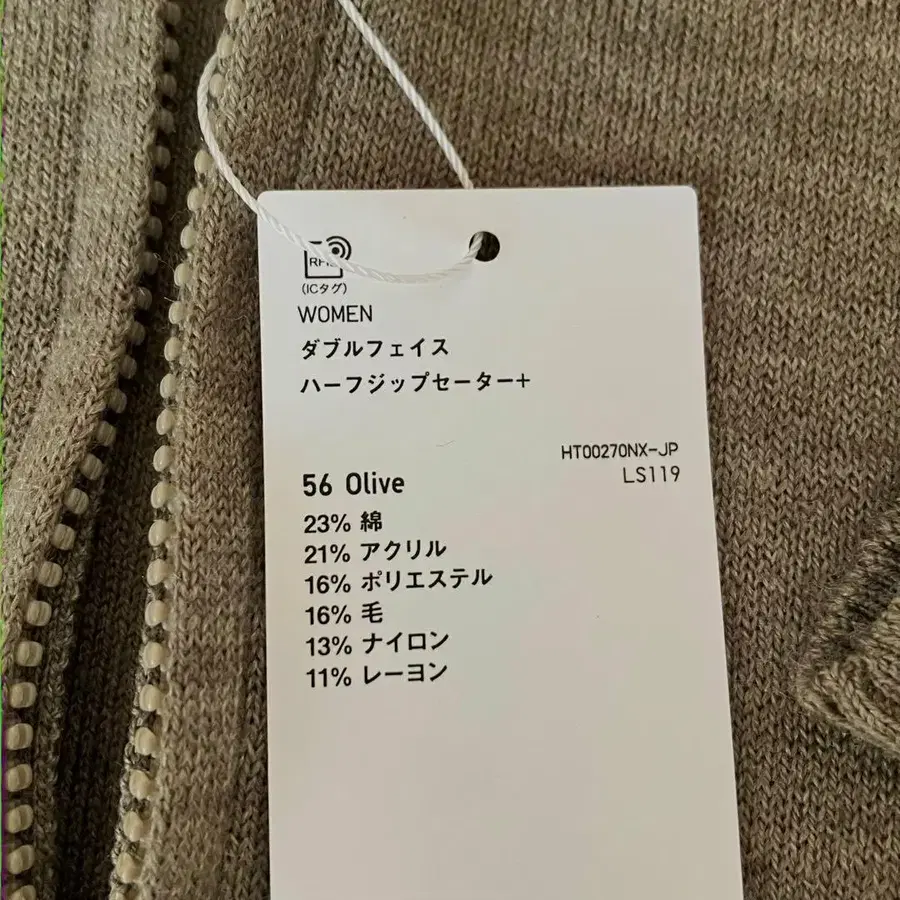 RFID
(ICタグ)
WOMEN
ダブルフェイス
ハーフジップセーター+
HT00270NX-JP
LS119
56 Olive
23% 綿
21% アクリル
16% ポリエステル
16% 毛
13% ナイロン
11% レーヨン